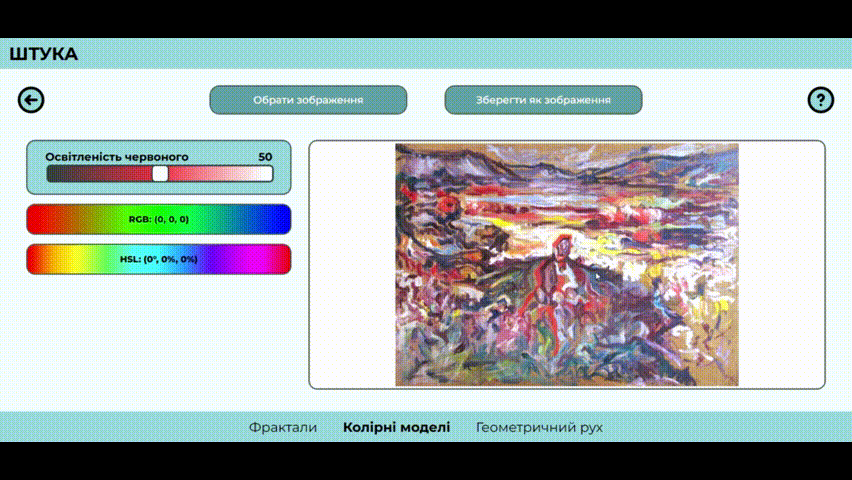 ШТУКА
Обрати зображення
Зберегти як зображення
?
Освітленість червоного 50
RGB: (0, 0, 0)
HSL: (0°, 0%, 0%)
Фрактали Колірні моделі Геометричний рух